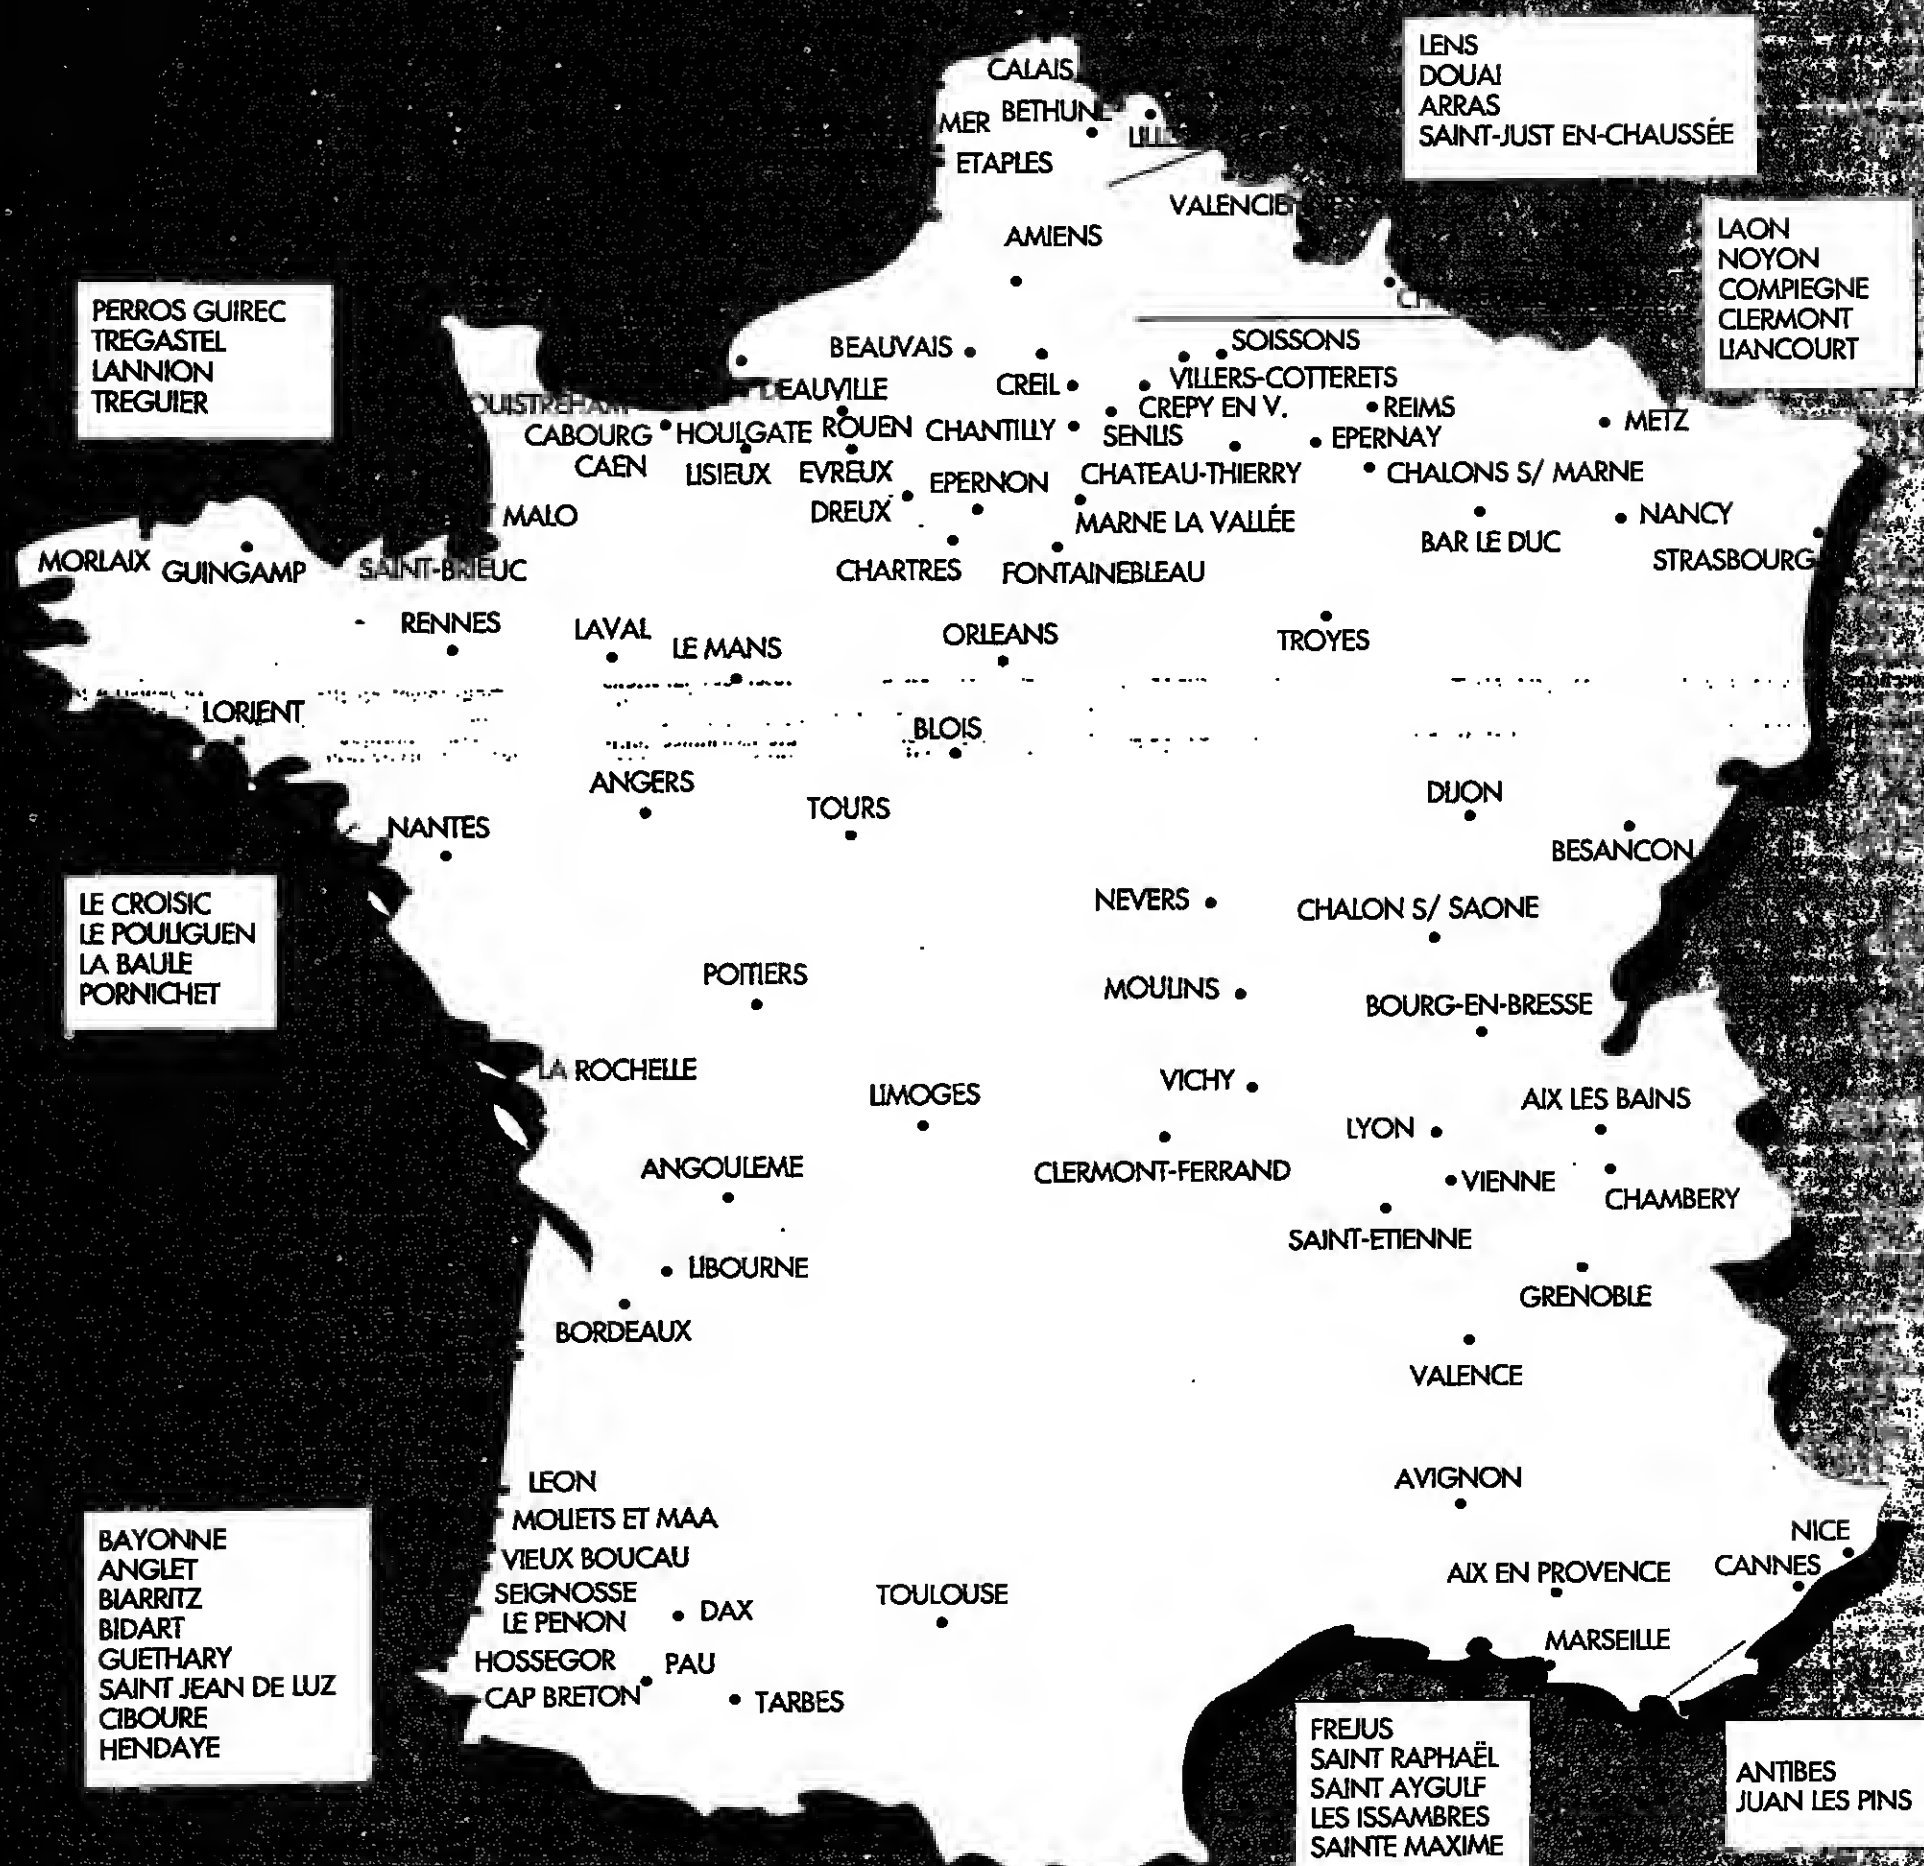 CALAIS
BETHUNE
MER
LILLE
ETAPLES
VALENCIE
AMIENS
LENS
DOUAI
ARRAS
SAINT-JUST EN-CHAUSSÉE
LAON
NOYON
COMPIEGNE
CLERMONT
LIANCOURT
PERROS GUIREC
TREGASTEL
LANNION
TREGUIER
BEAUVAIS
SOISSONS
DEAUVILLE
CREIL
VILLERS-COTTERETS
OUISTREHAM
CREPY EN V.
REIMS
METZ
CABOURG
HOULGATE
ROUEN
CHANTILLY
SENLIS
EPERNAY
CAEN
LISIEUX
EVREUX
EPERNON
CHATEAU-THIERRY
CHALONS S/ MARNE
MALO
DREUX
MARNE LA VALLÉE
BAR LE DUC
NANCY
MORLAIX
GUINGAMP
SAINT-BRIEUC
CHARTRES
FONTAINEBLEAU
STRASBOURG
RENNES
LAVAL
LE MANS
ORLEANS
TROYES
LORIENT
BLOIS
ANGERS
TOURS
DIJON
NANTES
BESANCON
LE CROISIC
LE POULIGUEN
LA BAULE
PORNICHET
NEVERS
CHALON S/ SAONE
POITIERS
MOULINS
BOURG-EN-BRESSE
LA ROCHELLE
LIMOGES
VICHY
AIX LES BAINS
LYON
ANGOULEME
CLERMONT-FERRAND
VIENNE
CHAMBERY
SAINT-ETIENNE
LIBOURNE
GRENOBLE
BORDEAUX
VALENCE
LEON
AVIGNON
MOLIETS ET MAA
VIEUX BOUCAU
SEIGNOSSE
LE PENON
DAX
TOULOUSE
AIX EN PROVENCE
NICE
CANNES
HOSSEGOR
PAU
MARSEILLE
CAP BRETON
TARBES
BAYONNE
ANGLET
BIARRITZ
BIDART
GUETHARY
SAINT JEAN DE LUZ
CIBOURE
HENDAYE
FREJUS
SAINT RAPHAËL
SAINT AYGULF
LES ISSAMBRES
SAINTE MAXIME
ANTIBES
JUAN LES PINS